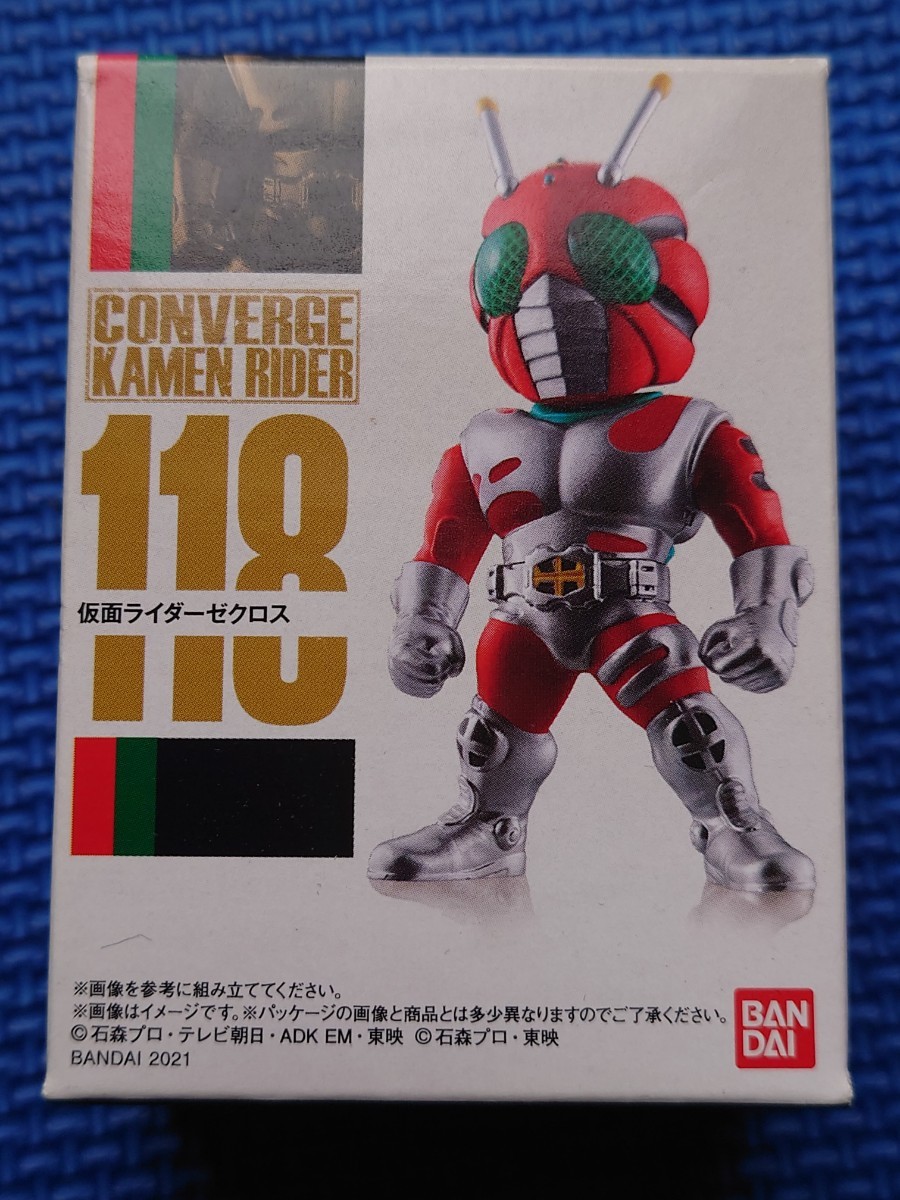 CONVERGE
KAMEN RIDER
118
仮面ライダーゼクロス
118
※画像を参考に組み立ててください。
※画像はイメージです。※パッケージの画像と商品とは多少異なりますのでご了承ください。
©石森プロ・テレビ朝日・ADK EM・東映 ©石森プロ・東映
BANDAI 2021
BAN
DAI